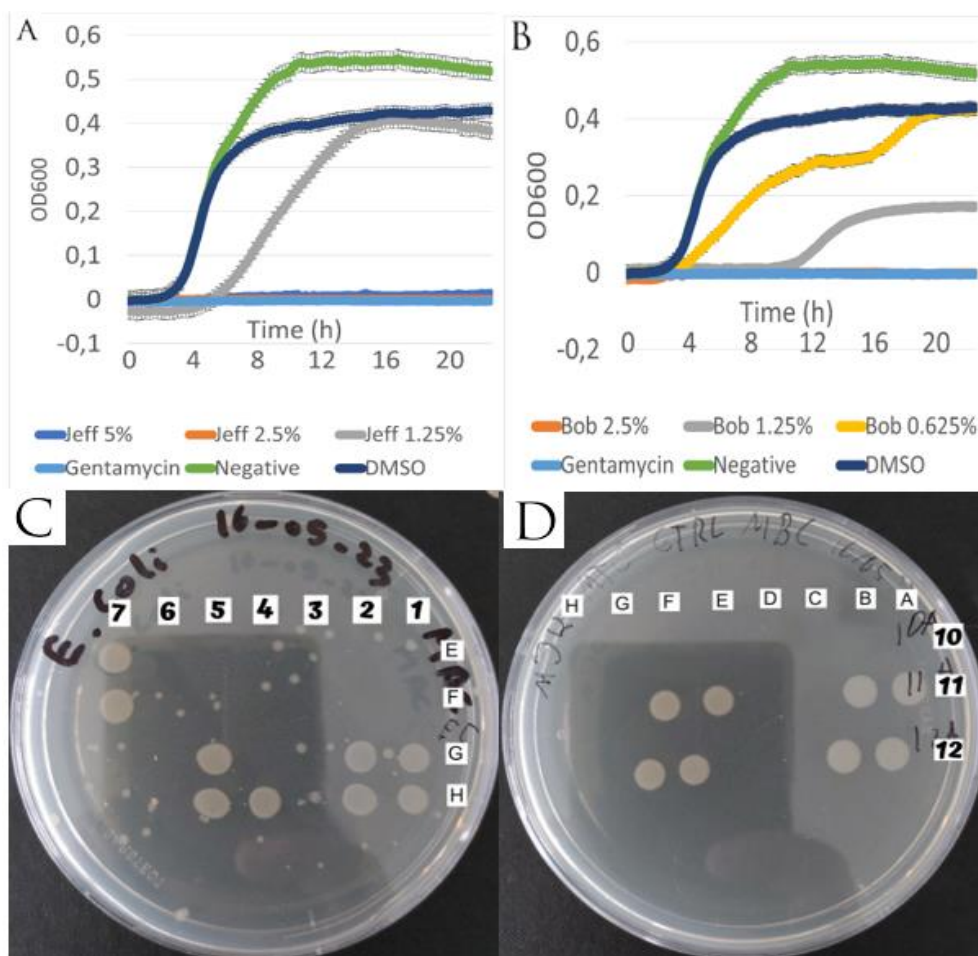 A
0,6
0,5
0,4
0,3
0,2
0,1
0
-0,1
OD600
Time (h)
0 4 8 12 16 20
Jeff 5% Jeff 2.5% Jeff 1.25%
Gentamycin Negative DMSO
B
0,6
0,4
0,2
0
-0,2
OD600
Time (h)
0 4 8 12 16 20
Bob 2.5% Bob 1.25% Bob 0.625%
Gentamycin Negative DMSO
C
E. coli 16-05-23
7 6 5 4 3 2 1
E
F
G
H
D
CTRL MBC 16.05
H G F E D C B A
10
11
12